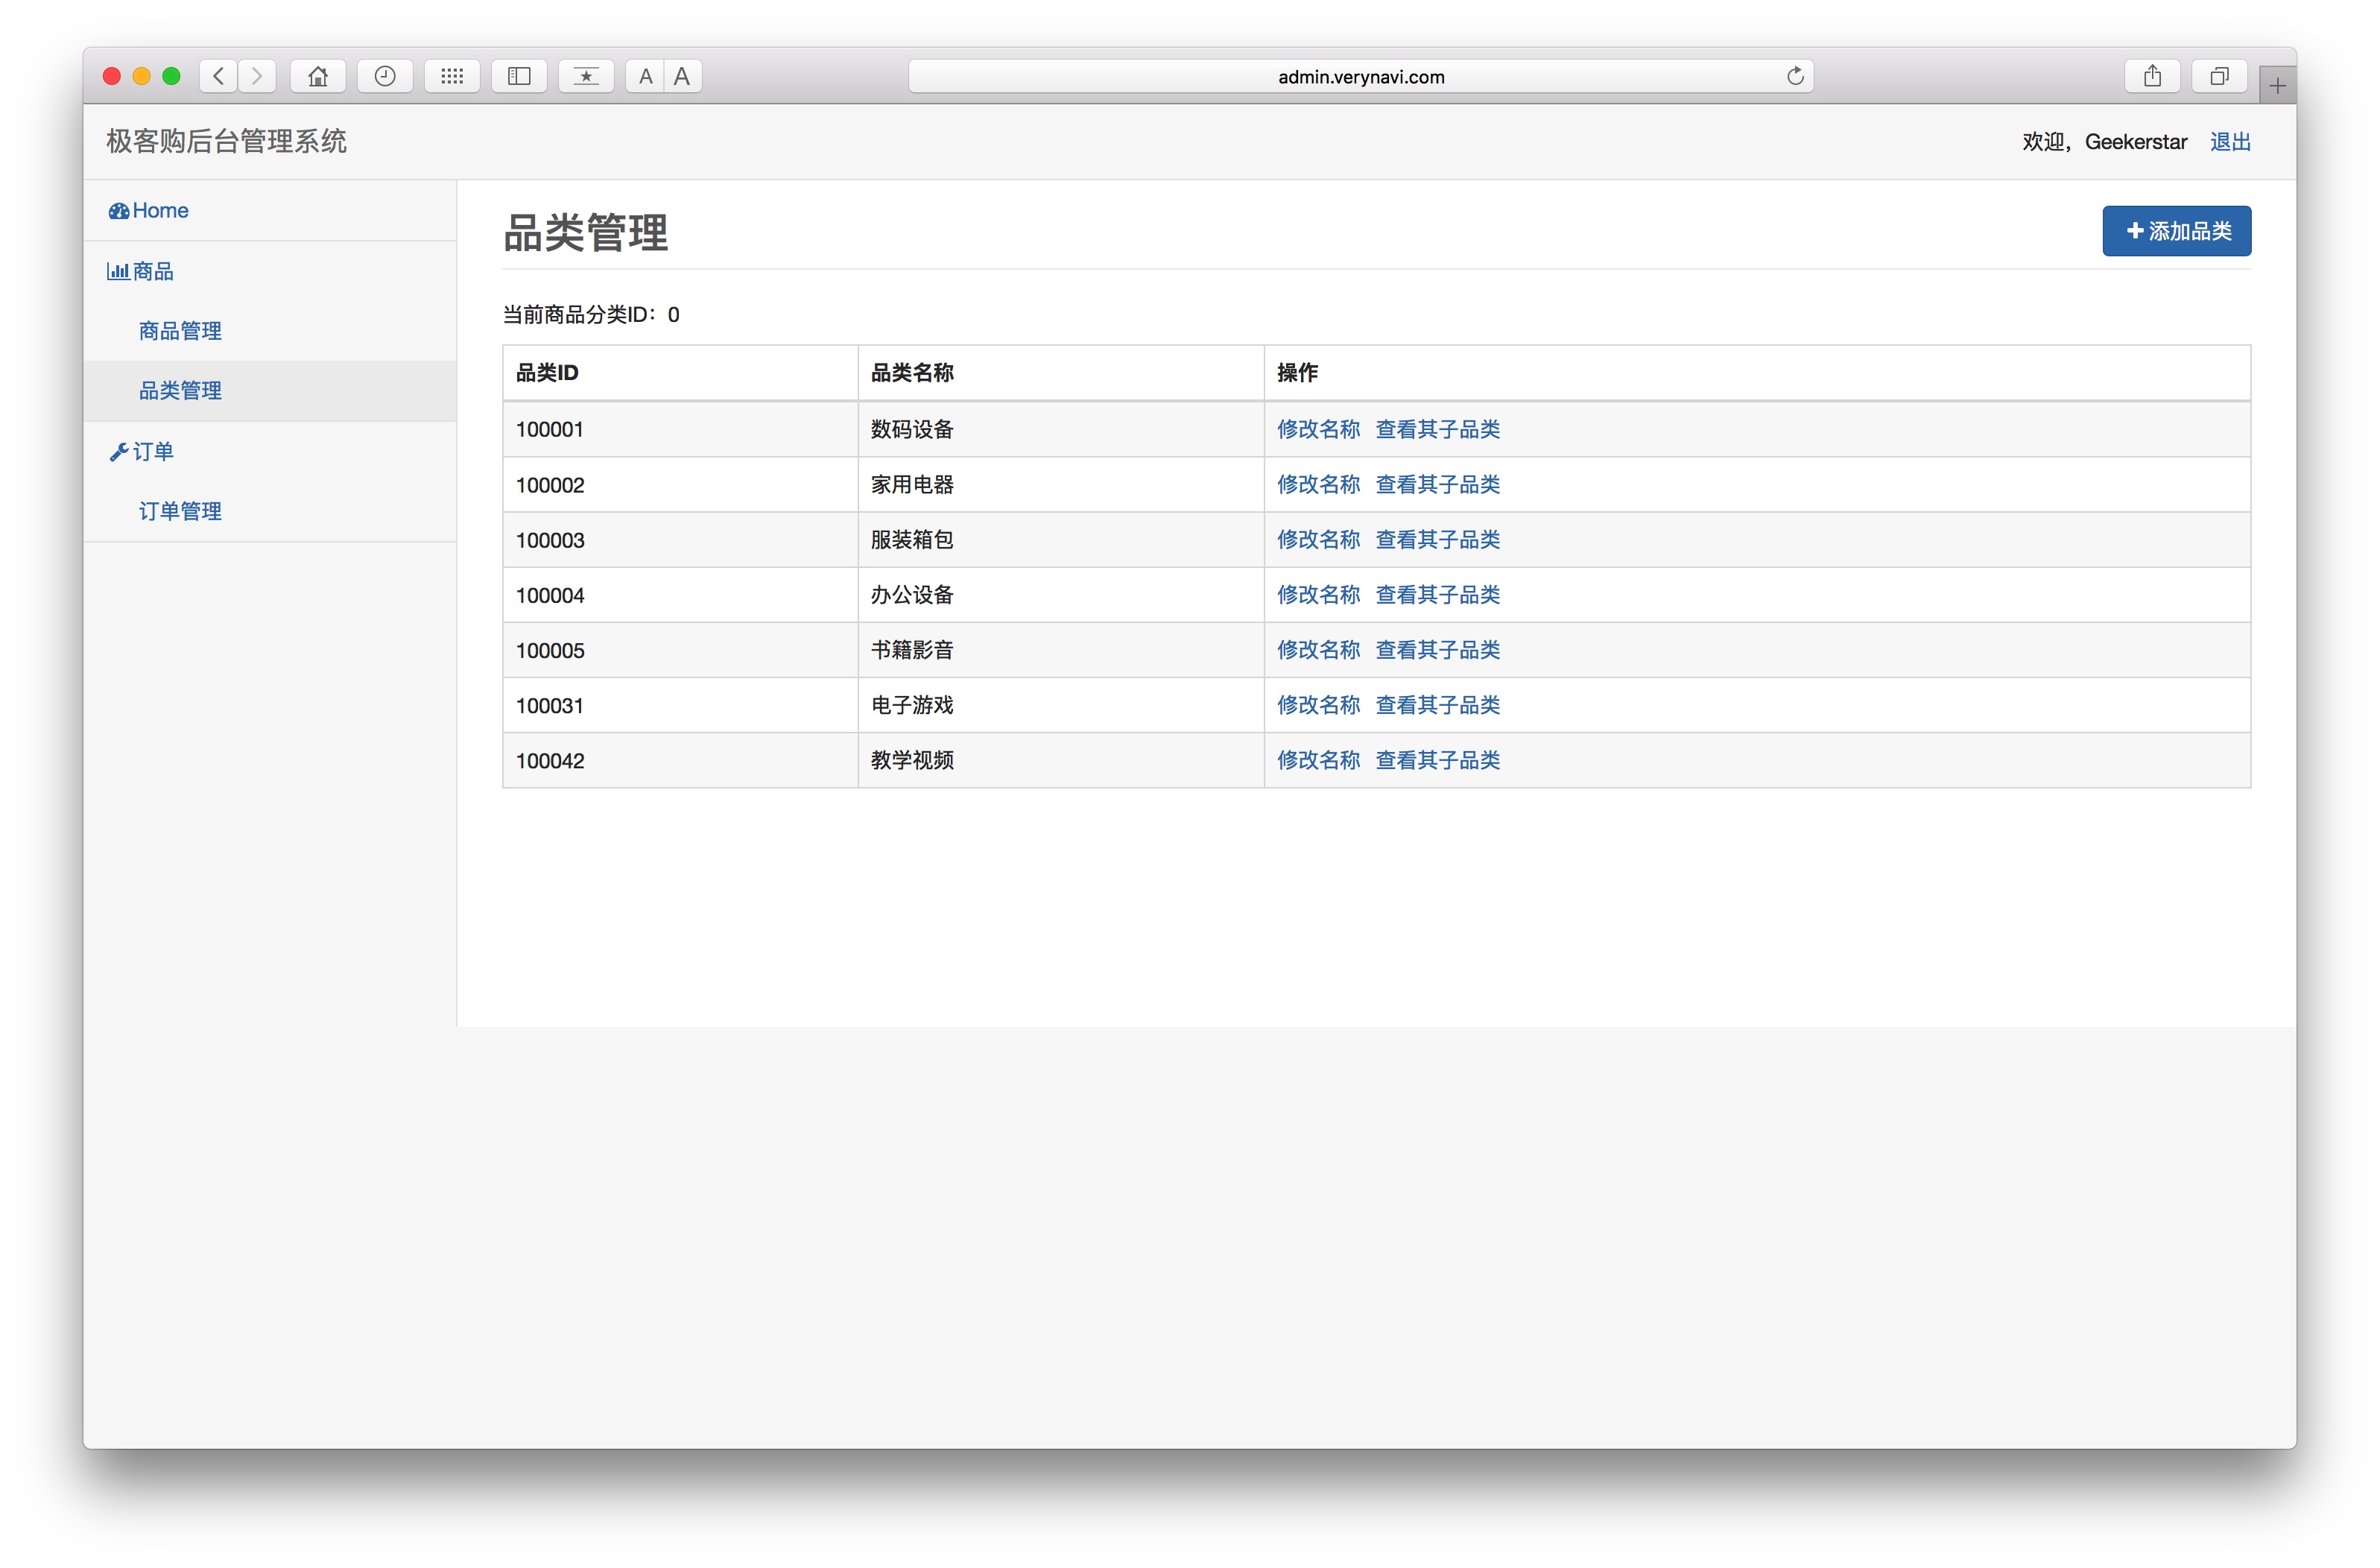 A A
admin.verynavi.com
极客购后台管理系统
欢迎，Geekerstar 退出
Home
商品
商品管理
品类管理
订单
订单管理
品类管理
添加品类
当前商品分类ID：0
品类ID 品类名称 操作
100001 数码设备 修改名称 查看其子品类
100002 家用电器 修改名称 查看其子品类
100003 服装箱包 修改名称 查看其子品类
100004 办公设备 修改名称 查看其子品类
100005 书籍影音 修改名称 查看其子品类
100031 电子游戏 修改名称 查看其子品类
100042 教学视频 修改名称 查看其子品类